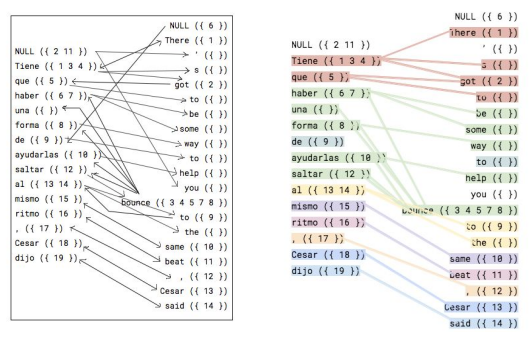 NULL ({ 2 11 })
Tiene ({ 1 3 4 })
que ({ 5 })
haber ({ 6 7 })
una ({ })
forma ({ 8 })
de ({ 9 })
ayudarlas ({ 10 })
saltar ({ 12 })
al ({ 13 14 })
mismo ({ 15 })
ritmo ({ 16 })
, ({ 17 })
Cesar ({ 18 })
dijo ({ 19 })
NULL ({ 6 })
There ({ 1 })
' ({ })
s ({ })
got ({ 2 })
to ({ })
be ({ })
some ({ })
way ({ })
to ({ })
help ({ })
you ({ })
bounce ({ 3 4 5 7 8 })
to ({ 9 })
the ({ })
same ({ 10 })
beat ({ 11 })
, ({ 12 })
Cesar ({ 13 })
said ({ 14 })
NULL ({ 2 11 })
Tiene ({ 1 3 4 })
que ({ 5 })
haber ({ 6 7 })
una ({ })
forma ({ 8 })
de ({ 9 })
ayudarlas ({ 10 })
saltar ({ 12 })
al ({ 13 14 })
mismo ({ 15 })
ritmo ({ 16 })
, ({ 17 })
Cesar ({ 18 })
dijo ({ 19 })
NULL ({ 6 })
There ({ 1 })
' ({ })
s ({ })
got ({ 2 })
to ({ })
be ({ })
some ({ })
way ({ })
to ({ })
help ({ })
you ({ })
bounce ({ 3 4 5 7 8 })
to ({ 9 })
the ({ })
same ({ 10 })
beat ({ 11 })
, ({ 12 })
Cesar ({ 13 })
said ({ 14 })